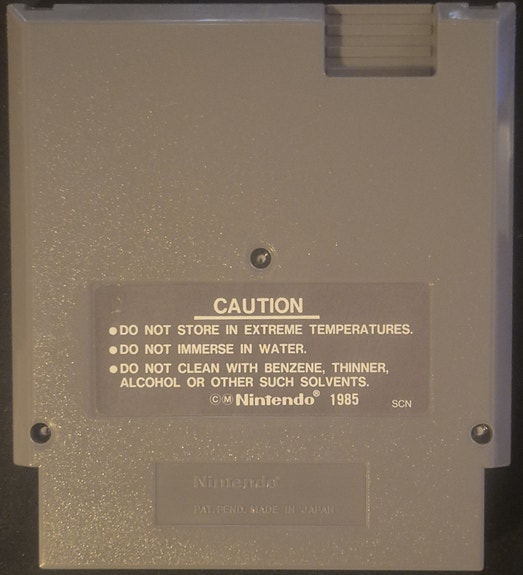 CAUTION
●DO NOT STORE IN EXTREME TEMPERATURES.
●DO NOT IMMERSE IN WATER.
●DO NOT CLEAN WITH BENZENE, THINNER,
ALCOHOL OR OTHER SUCH SOLVENTS.
ⒸⓂNintendo® 1985 SCN
Nintendo®
PAT. PEND. MADE IN JAPAN